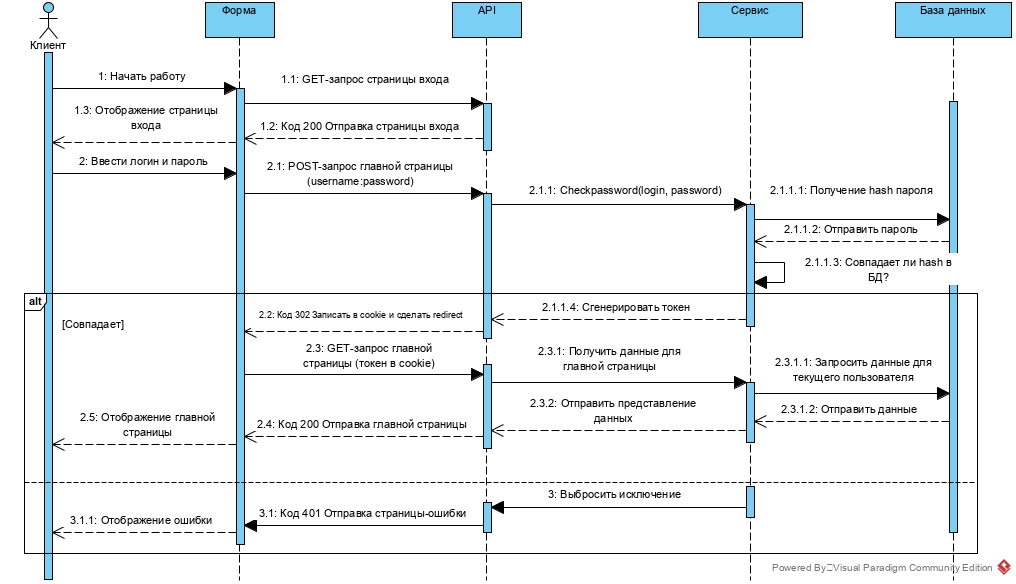 Форма
API
Сервис
База данных
Клиент
1: Начать работу
1.1: GET-запрос страницы входа
1.3: Отображение страницы
входа
1.2: Код 200 Отправка страницы входа
2: Ввести логин и пароль
2.1: POST-запрос главной страницы
(username:password)
2.1.1: Checkpassword(login, password)
2.1.1.1: Получение hash пароля
2.1.1.2: Отправить пароль
2.1.1.3: Совпадает ли hash в
БД?
alt
[Совпадает]
2.1.1.4: Сгенерировать токен
2.2: Код 302 Записать в cookie и сделать redirect
2.3: GET-запрос главной
страницы (токен в cookie)
2.3.1: Получить данные для
главной страницы
2.3.1.1: Запросить данные для
текущего пользователя
2.3.1.2: Отправить данные
2.3.2: Отправить представление
данных
2.4: Код 200 Отправка главной страницы
2.5: Отображение главной
страницы
3: Выбросить исключение
3.1: Код 401 Отправка страницы-ошибки
3.1.1: Отображение ошибки
Powered By Visual Paradigm Community Edition